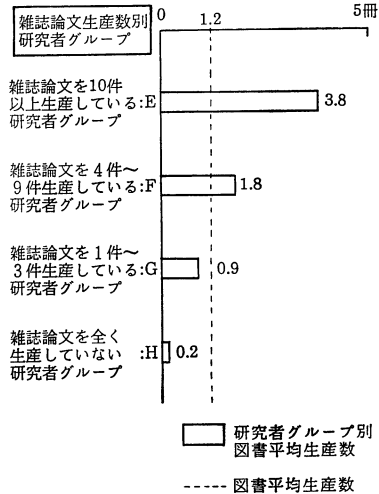 雑誌論文生産数別
研究者グループ
0
1.2
5冊
雑誌論文を10件
以上生産している:E
研究者グループ
3.8
雑誌論文を4件〜
9件生産している:F
研究者グループ
1.8
雑誌論文を1件〜
3件生産している:G
研究者グループ
0.9
雑誌論文を全く
生産していない :H
研究者グループ
0.2
研究者グループ別
図書平均生産数
図書平均生産数